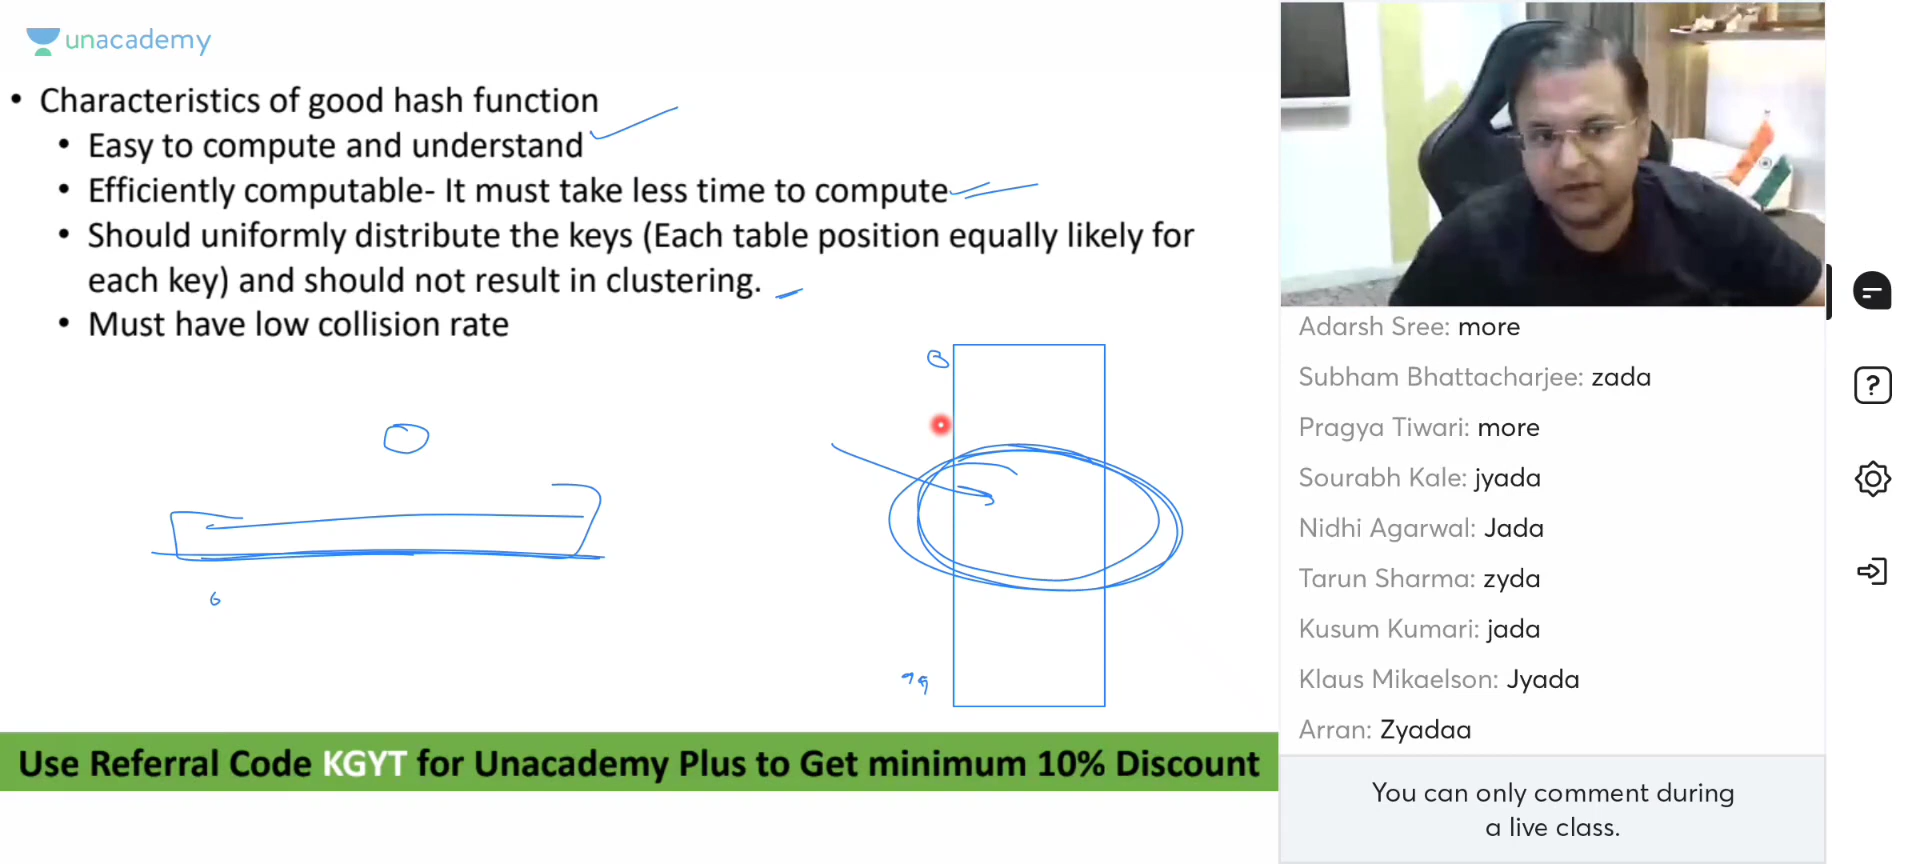 unacademy
• Characteristics of good hash function
• Easy to compute and understand
• Efficiently computable- It must take less time to compute
• Should uniformly distribute the keys (Each table position equally likely for
each key) and should not result in clustering.
• Must have low collision rate
99
Use Referral Code KGYT for Unacademy Plus to Get minimum 10% Discount
Adarsh Sree: more
Subham Bhattacharjee: zada
Pragya Tiwari: more
Sourabh Kale: jyada
Nidhi Agarwal: Jada
Tarun Sharma: zyda
Kusum Kumari: jada
Klaus Mikaelson: Jyada
Arran: Zyadaa
You can only comment during
a live class.
?